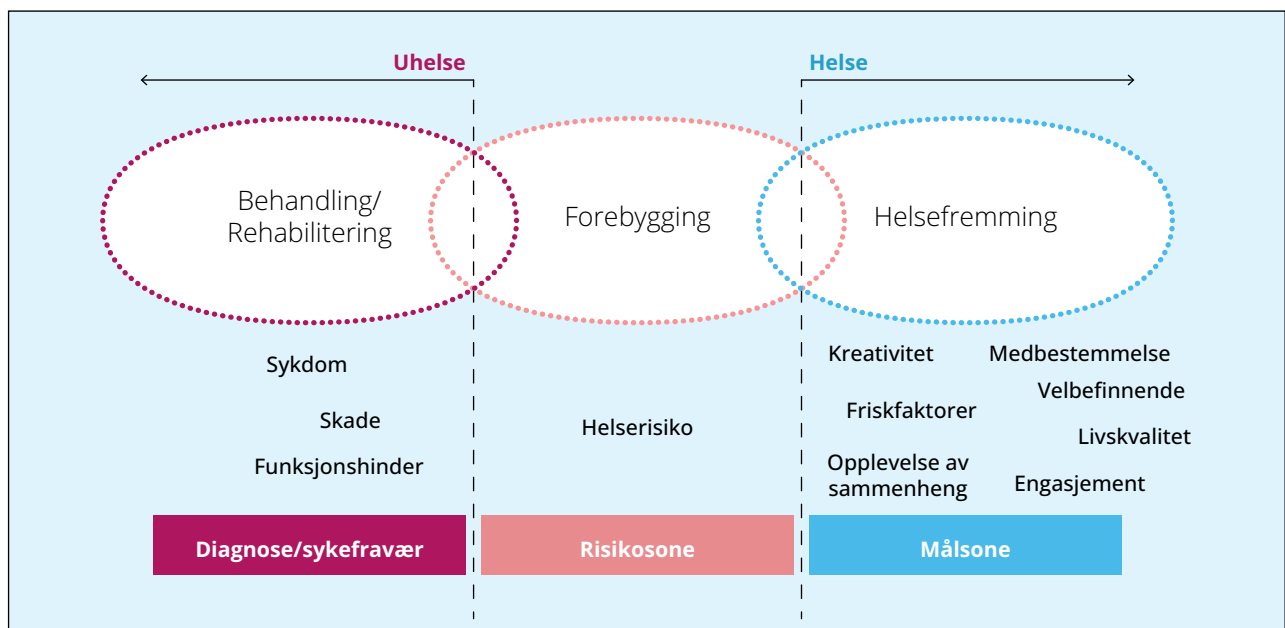 Uhelse
Helse
Behandling/
Rehabilitering
Forebygging
Helsefremming
Sykdom
Skade
Funksjonshinder
Helserisiko
Kreativitet
Medbestemmelse
Velbefinnende
Friskfaktorer
Livskvalitet
Opplevelse av
sammenheng
Engasjement
Diagnose/sykefravær
Risikosone
Målsone